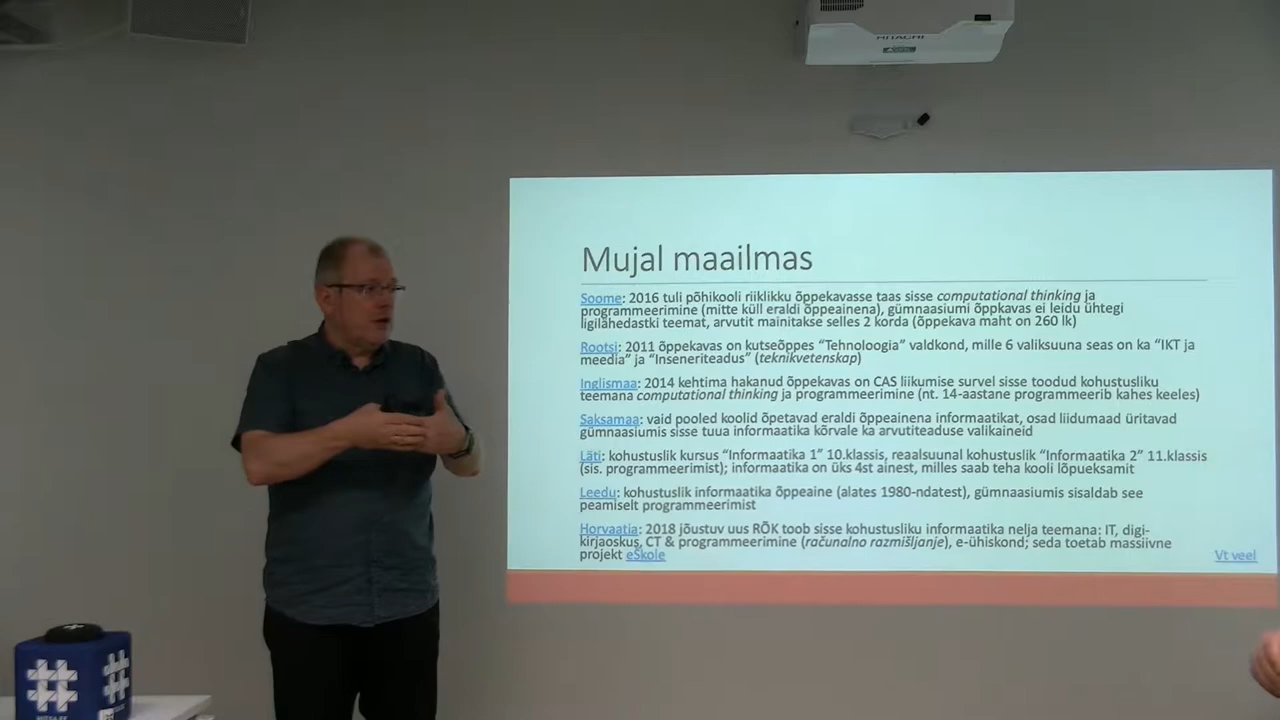 HITACHI
Mujal maailmas
Soome: 2016 tuli põhikooli riiklikku õppekavasse taas sisse computational thinking ja
programmeerimine (mitte küll eraldi õppeainena), gümnaasiumi õppkavas ei leidu ühtegi
ligilähedastki teemat, arvutit mainitakse selles 2 korda (õppekava maht on 260 lk)
Rootsi: 2011 õppekavas on kutseõppes “Tehnoloogia” valdkond, mille 6 valiksuuna seas on ka “IKT ja
meedia” ja “Inseneriteadus” (teknikvetenskap)
Inglismaa: 2014 kehtima hakanud õppekavas on CAS liikumise survel sisse toodud kohustusliku
teemana computational thinking ja programmeerimine (nt. 14-aastane programmeerib kahes keeles)
Saksamaa: vaid pooled koolid õpetavad eraldi õppeainena informaatikat, osad liidumaad üritavad
gümnaasiumis sisse tuua informaatika kõrvale ka arvutiteaduse valikaineid
Läti: kohustuslik kursus “Informaatika 1” 10.klassis, reaalsuunal kohustuslik “Informaatika 2” 11.klassis
(sis. programmeerimist); informaatika on üks 4st ainest, milles saab teha kooli lõpueksamit
Leedu: kohustuslik informaatika õppeaine (alates 1980-ndatest), gümnaasiumis sisaldab see
peamiselt programmeerimist
Horvaatia: 2018 jõustuv uus RÕK toob sisse kohustusliku informaatika nelja teemana: IT, digi-
kirjaoskus, CT & programmeerimine (računalno razmišljanje), e-ühiskond; seda toetab massiivne
projekt eŠkole
Vt veel